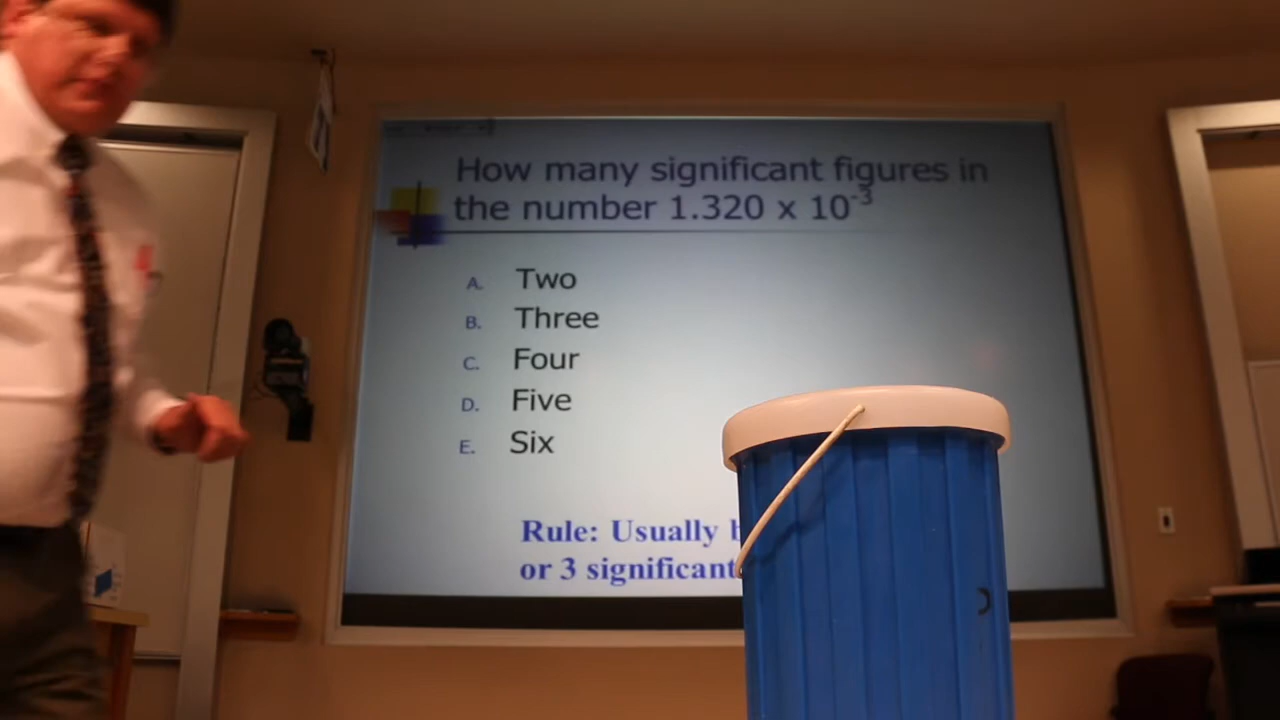 How many significant figures in
the number 1.320 x 10⁻³
A. Two
B. Three
C. Four
D. Five
E. Six
Rule: Usually
or 3 significant